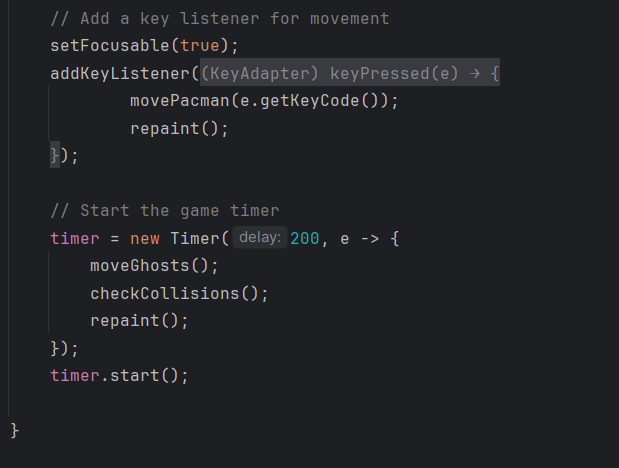 // Add a key listener for movement
setFocusable(true);
addKeyListener((KeyAdapter) keyPressed(e) → {
movePacman(e.getKeyCode());
repaint();
});
// Start the game timer
timer = new Timer( delay: 200, e -> {
moveGhosts();
checkCollisions();
repaint();
});
timer.start();
}